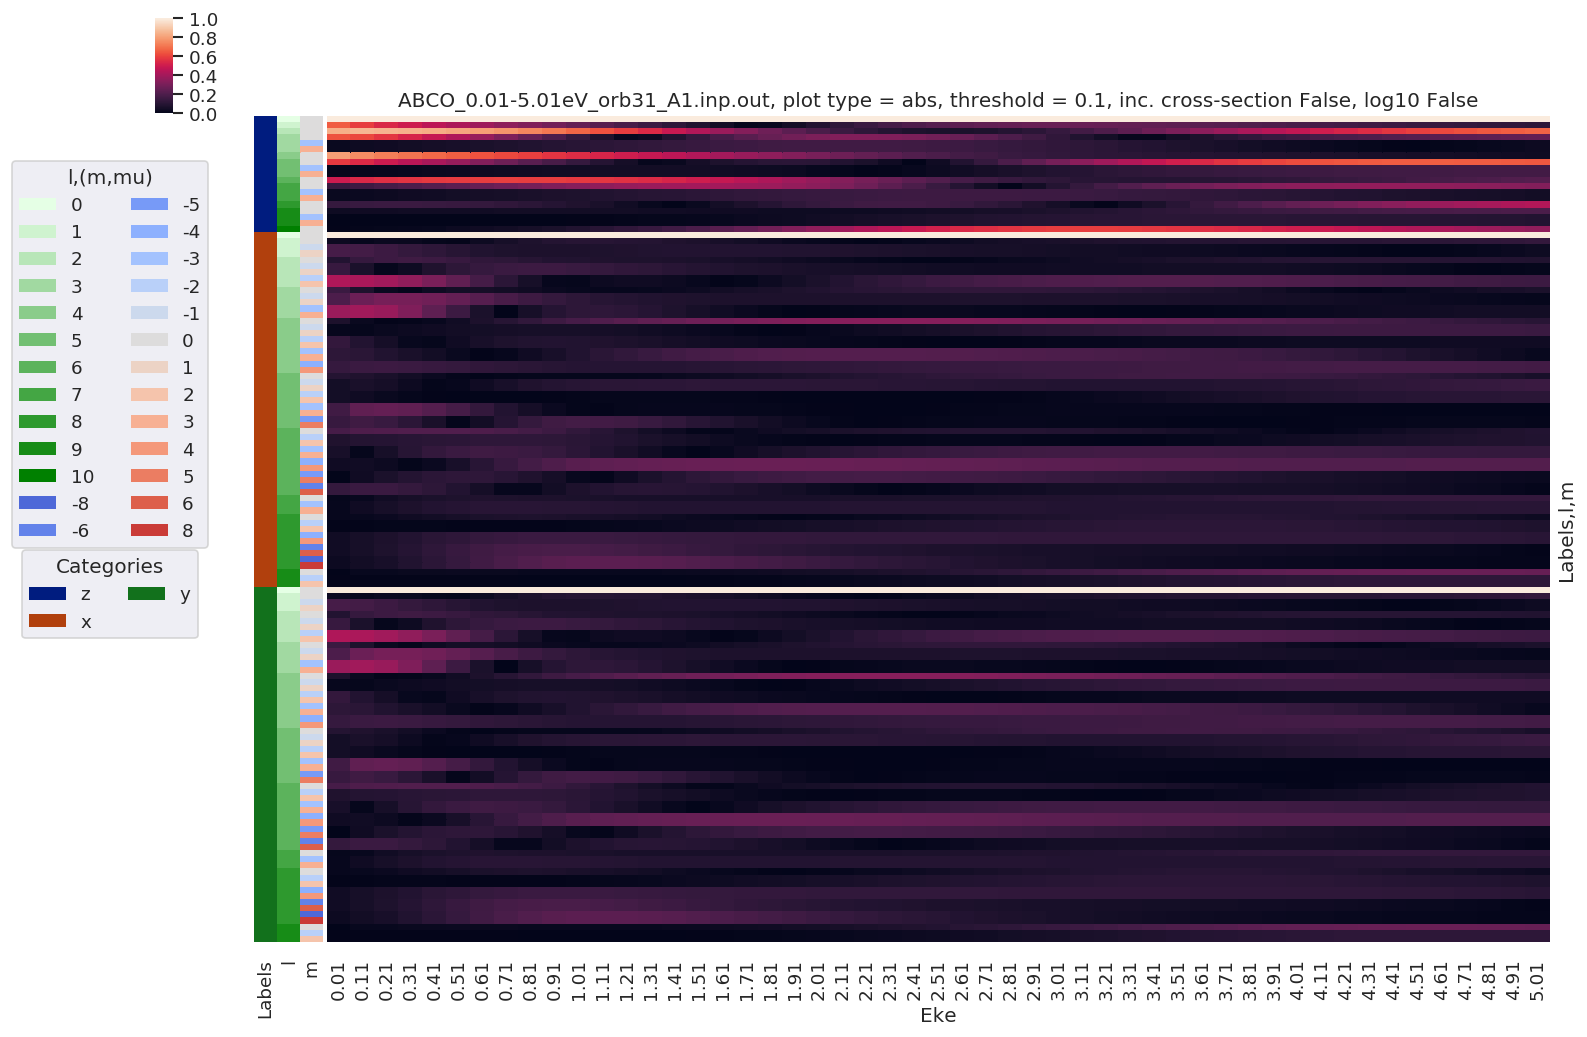 1.0
0.8
0.6
0.4
0.2
0.0
ABCO_0.01-5.01eV_orb31_A1.inp.out, plot type = abs, threshold = 0.1, inc. cross-section False, log10 False
l,(m,mu)
0 -5
1 -4
2 -3
3 -2
4 -1
5 0
6 1
7 2
8 3
9 4
10 5
-8 6
-6 8
Categories
z y
x
Labels,l,m
Labels l m 0.01 0.11 0.21 0.31 0.41 0.51 0.61 0.71 0.81 0.91 1.01 1.11 1.21 1.31 1.41 1.51 1.61 1.71 1.81 1.91 2.01 2.11 2.21 2.31 2.41 2.51 2.61 2.71 2.81 2.91 3.01 3.11 3.21 3.31 3.41 3.51 3.61 3.71 3.81 3.91 4.01 4.11 4.21 4.31 4.41 4.51 4.61 4.71 4.81 4.91 5.01
Eke